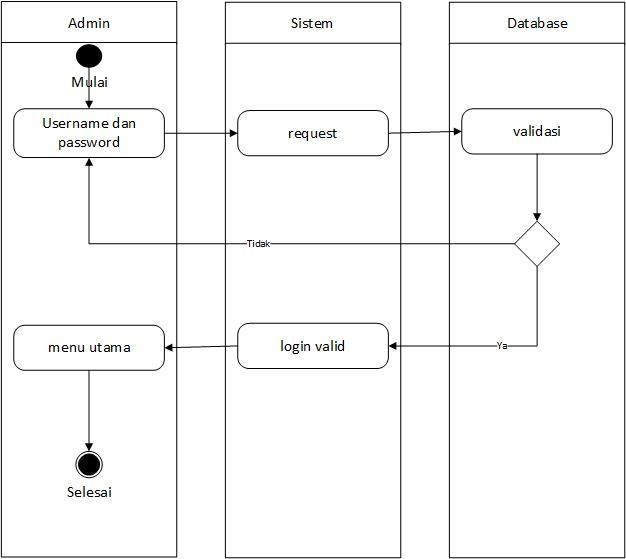 Admin
Sistem
Database
Mulai
Username dan
password
request
validasi
Tidak
menu utama
login valid
Ya
Selesai